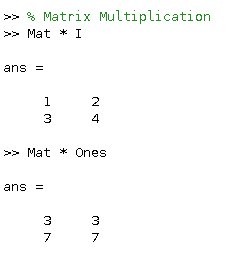 >> % Matrix Multiplication
>> Mat * I
ans =
1 2
3 4
>> Mat * Ones
ans =
3 3
7 7